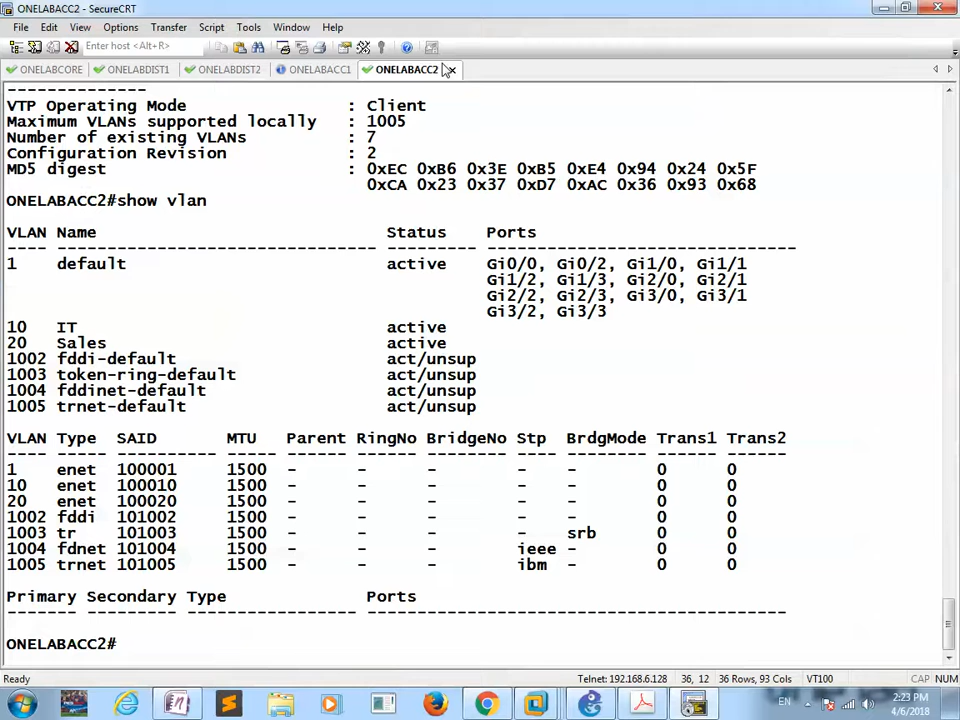 ONELABACC2 - SecureCRT
File Edit View Options Transfer Script Tools Window Help
Enter host <Alt+R>
ONELABCORE ONELABDIST1 ONELABDIST2 ONELABACC1 ONELABACC2
--------------
VTP Operating Mode : Client
Maximum VLANs supported locally : 1005
Number of existing VLANs : 7
Configuration Revision : 2
MD5 digest : 0xEC 0xB6 0x3E 0xB5 0xE4 0x94 0x24 0x5F
0xCA 0x23 0x37 0xD7 0xAC 0x36 0x93 0x68
ONELABACC2#show vlan
VLAN Name Status Ports
---- -------------------------------- --------- -------------------------------
1 default active Gi0/0, Gi0/2, Gi1/0, Gi1/1
Gi1/2, Gi1/3, Gi2/0, Gi2/1
Gi2/2, Gi2/3, Gi3/0, Gi3/1
Gi3/2, Gi3/3
10 IT active
20 Sales active
1002 fddi-default act/unsup
1003 token-ring-default act/unsup
1004 fddinet-default act/unsup
1005 trnet-default act/unsup
VLAN Type SAID MTU Parent RingNo BridgeNo Stp BrdgMode Trans1 Trans2
---- ----- ---------- ----- ------ ------ -------- ---- -------- ------ ------
1 enet 100001 1500 - - - - - 0 0
10 enet 100010 1500 - - - - - 0 0
20 enet 100020 1500 - - - - - 0 0
1002 fddi 101002 1500 - - - - - 0 0
1003 tr 101003 1500 - - - - srb 0 0
1004 fdnet 101004 1500 - - - ieee - 0 0
1005 trnet 101005 1500 - - - ibm - 0 0
Primary Secondary Type Ports
------- --------- ----------------- ------------------------------------------
ONELABACC2#
Ready Telnet: 192.168.6.128 36, 12 36 Rows, 93 Cols VT100 CAP NUM
EN 2:23 PM
4/6/2018